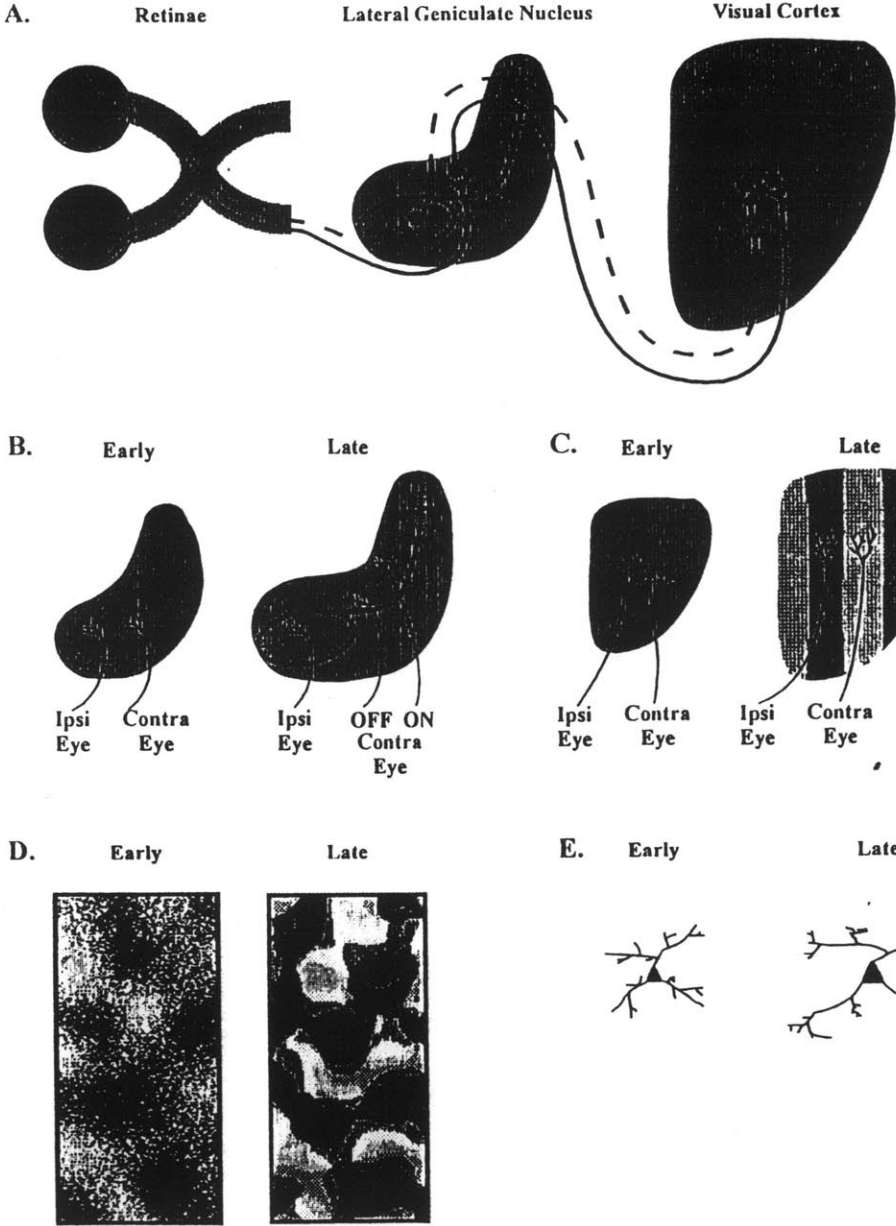 A. Retinae Lateral Geniculate Nucleus Visual Cortex
B. Early Late
Ipsi Eye
Contra Eye
Ipsi Eye
OFF ON
Contra Eye
C. Early Late
Ipsi Eye
Contra Eye
Ipsi Eye
Contra Eye
D. Early Late
E. Early Late